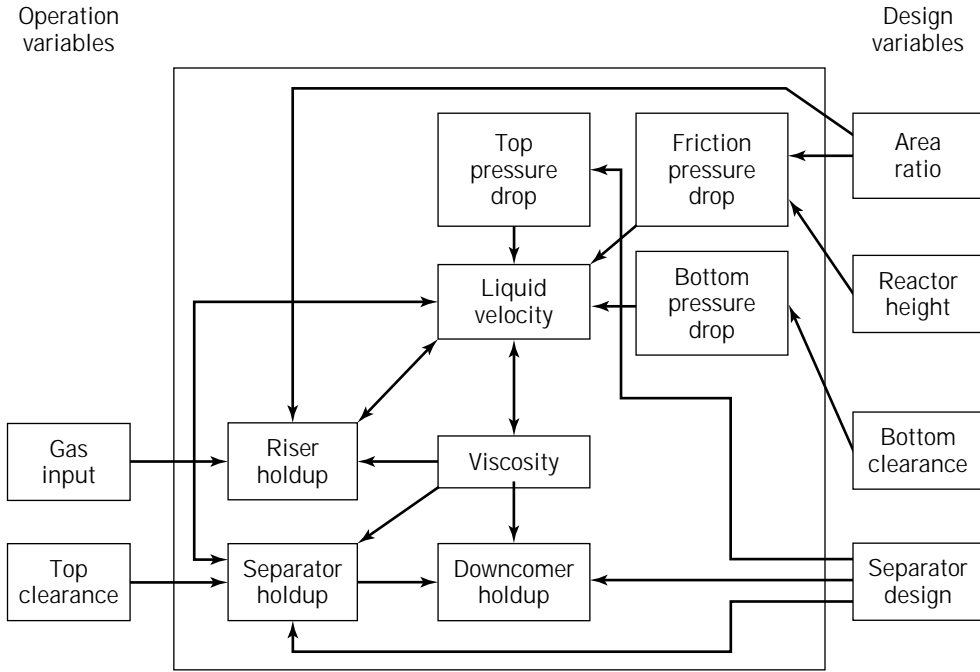 Operation
variables
Design
variables
Top
pressure
drop
Friction
pressure
drop
Area
ratio
Liquid
velocity
Bottom
pressure
drop
Reactor
height
Gas
input
Riser
holdup
Viscosity
Bottom
clearance
Top
clearance
Separator
holdup
Downcomer
holdup
Separator
design